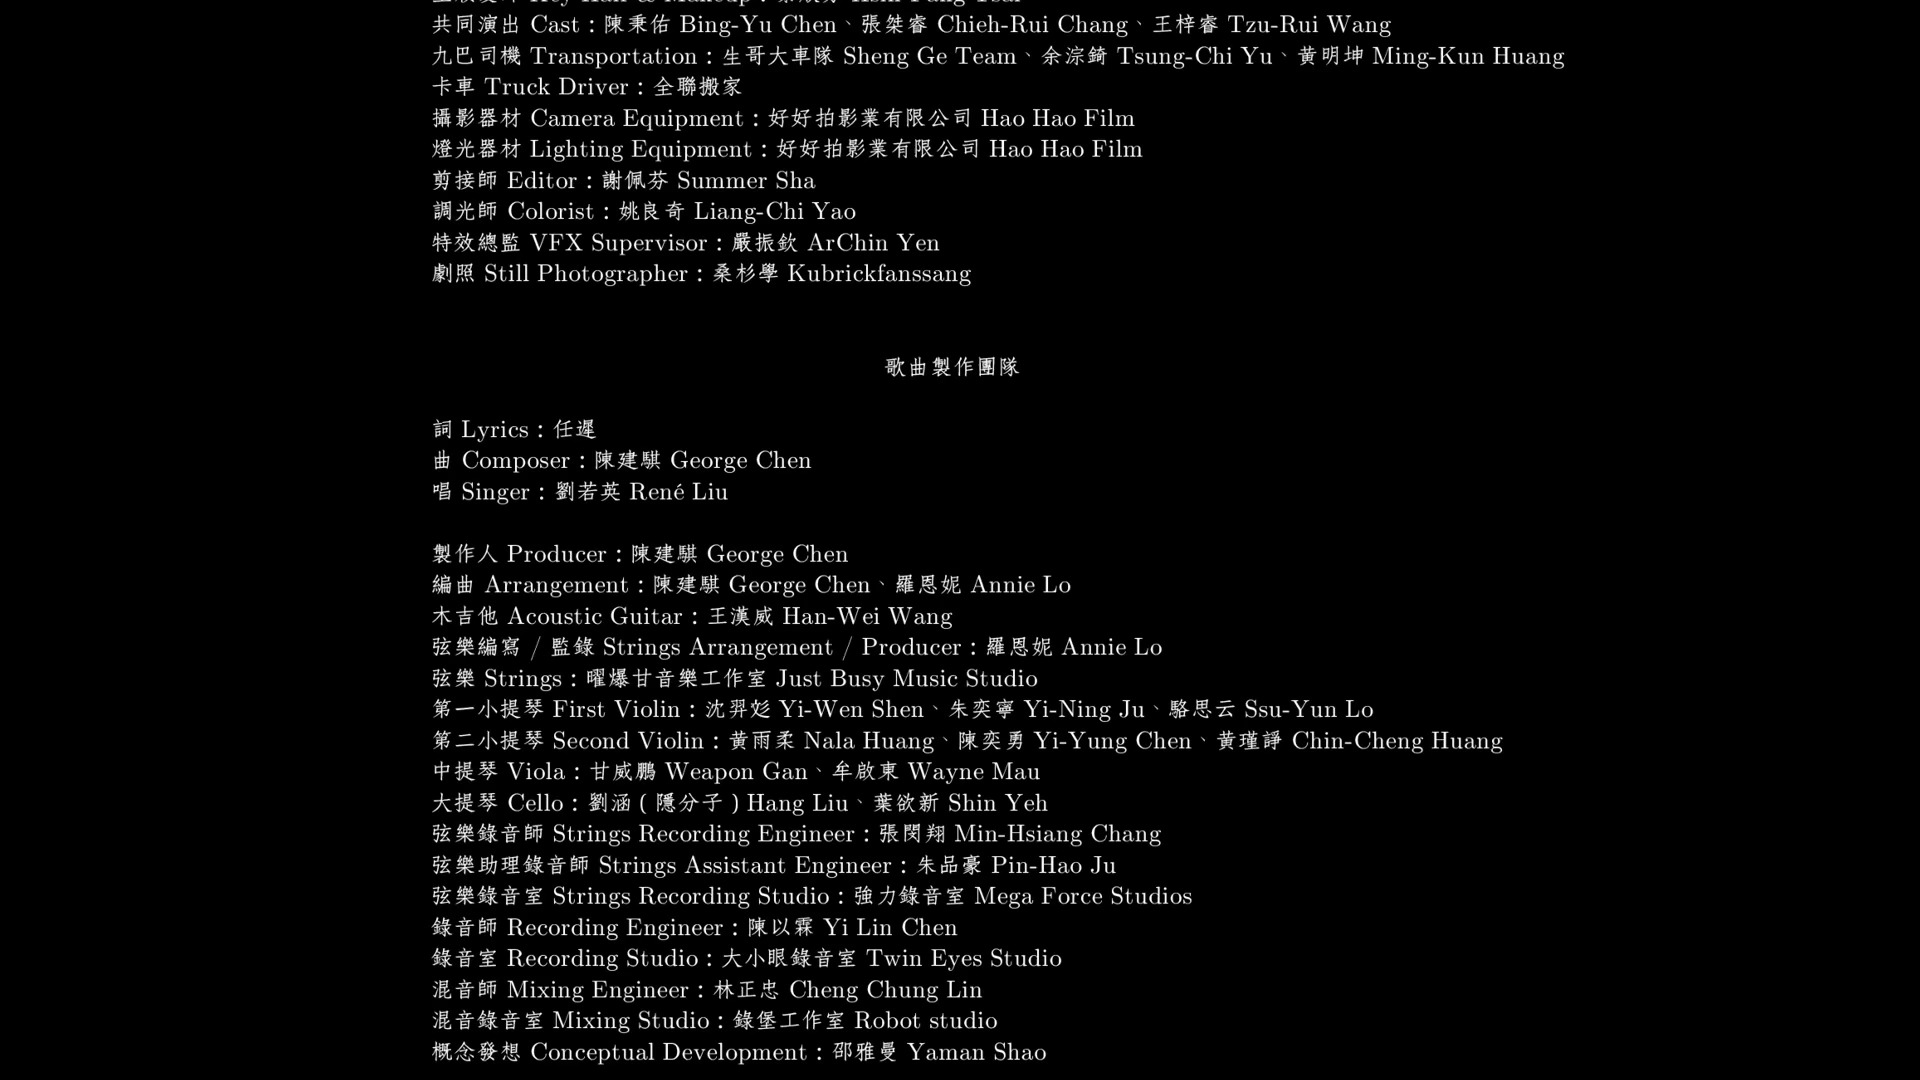 共同演出 Cast：陳秉佑 Bing-Yu Chen、張桀睿 Chieh-Rui Chang、王梓睿 Tzu-Rui Wang
九巴司機 Transportation：生哥大車隊 Sheng Ge Team、余淙錡 Tsung-Chi Yu、黃明坤 Ming-Kun Huang
卡車 Truck Driver：全聯搬家
攝影器材 Camera Equipment：好好拍影業有限公司 Hao Hao Film
燈光器材 Lighting Equipment：好好拍影業有限公司 Hao Hao Film
剪接師 Editor：謝佩芬 Summer Sha
調光師 Colorist：姚良奇 Liang-Chi Yao
特效總監 VFX Supervisor：嚴振欽 ArChin Yen
劇照 Still Photographer：桑杉學 Kubrickfanssang
歌曲製作團隊
詞 Lyrics：任遲
曲 Composer：陳建騏 George Chen
唱 Singer：劉若英 René Liu
製作人 Producer：陳建騏 George Chen
編曲 Arrangement：陳建騏 George Chen、羅恩妮 Annie Lo
木吉他 Acoustic Guitar：王漢威 Han-Wei Wang
弦樂編寫 / 監錄 Strings Arrangement / Producer：羅恩妮 Annie Lo
弦樂 Strings：曜爆甘音樂工作室 Just Busy Music Studio
第一小提琴 First Violin：沈羿彣 Yi-Wen Shen、朱奕寧 Yi-Ning Ju、駱思云 Ssu-Yun Lo
第二小提琴 Second Violin：黃雨柔 Nala Huang、陳奕勇 Yi-Yung Chen、黃瑾諍 Chin-Cheng Huang
中提琴 Viola：甘威鵬 Weapon Gan、牟啟東 Wayne Mau
大提琴 Cello：劉涵 ( 隱分子 ) Hang Liu、葉欲新 Shin Yeh
弦樂錄音師 Strings Recording Engineer：張閔翔 Min-Hsiang Chang
弦樂助理錄音師 Strings Assistant Engineer：朱品豪 Pin-Hao Ju
弦樂錄音室 Strings Recording Studio：強力錄音室 Mega Force Studios
錄音師 Recording Engineer：陳以霖 Yi Lin Chen
錄音室 Recording Studio：大小眼錄音室 Twin Eyes Studio
混音師 Mixing Engineer：林正忠 Cheng Chung Lin
混音錄音室 Mixing Studio：錄堡工作室 Robot studio
概念發想 Conceptual Development：邵雅曼 Yaman Shao